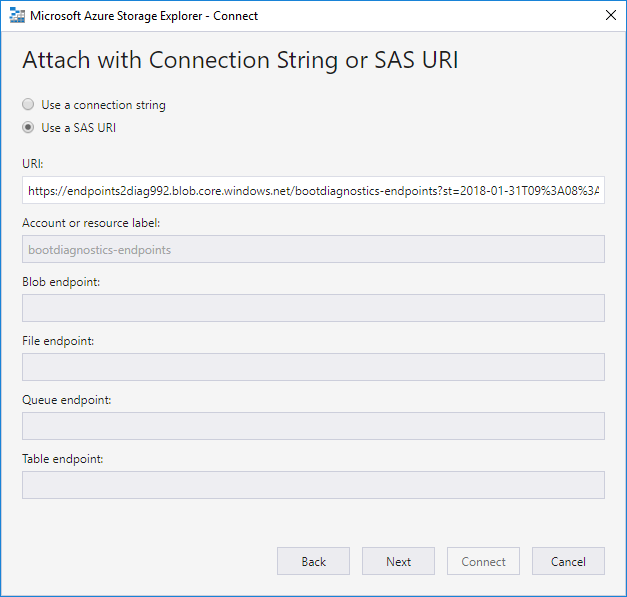 Microsoft Azure Storage Explorer - Connect
Attach with Connection String or SAS URI
Use a connection string
Use a SAS URI
URI:
https://endpoints2diag992.blob.core.windows.net/bootdiagnostics-endpoints?st=2018-01-31T09%3A08%3A
Account or resource label:
bootdiagnostics-endpoints
Blob endpoint:
File endpoint:
Queue endpoint:
Table endpoint:
Back Next Connect Cancel